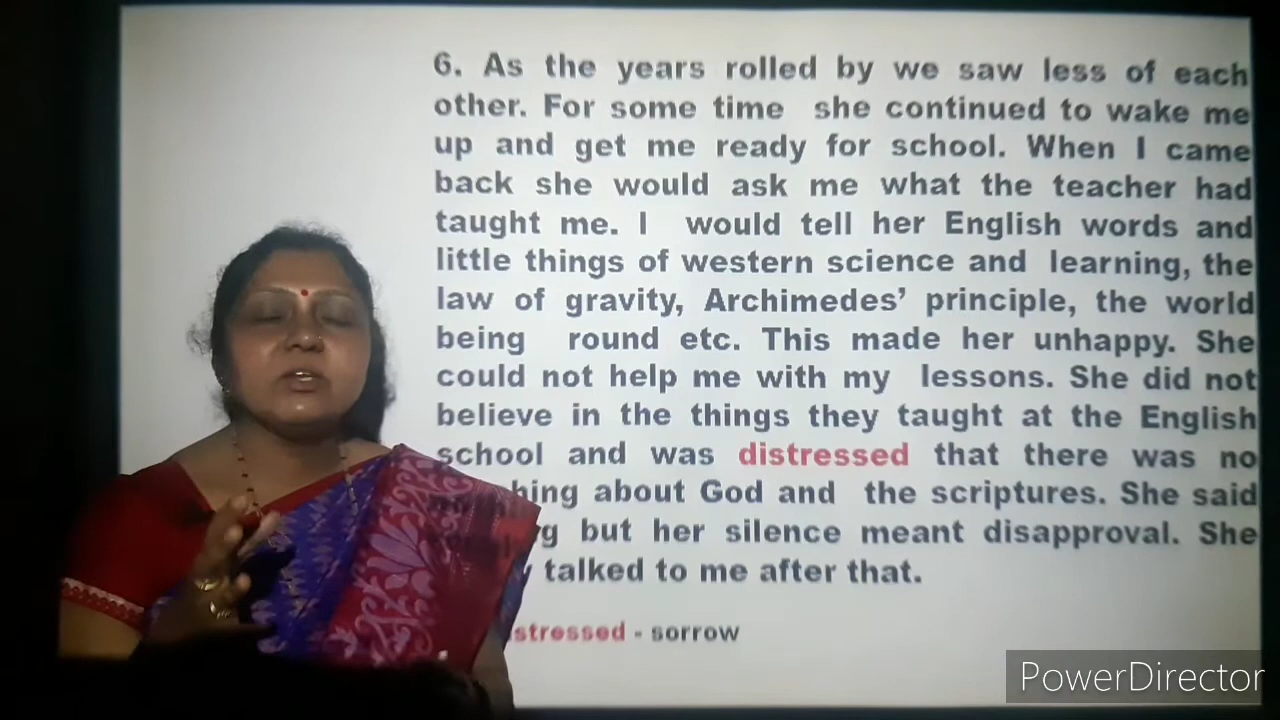 6. As the years rolled by we saw less of each
other. For some time she continued to wake me
up and get me ready for school. When I came
back she would ask me what the teacher had
taught me. I would tell her English words and
little things of western science and learning, the
law of gravity, Archimedes’ principle, the world
being round etc. This made her unhappy. She
could not help me with my lessons. She did not
believe in the things they taught at the English
school and was distressed that there was no
about God and the scriptures. She said
but her silence meant disapproval. She
talked to me after that.
- sorrow
PowerDirector